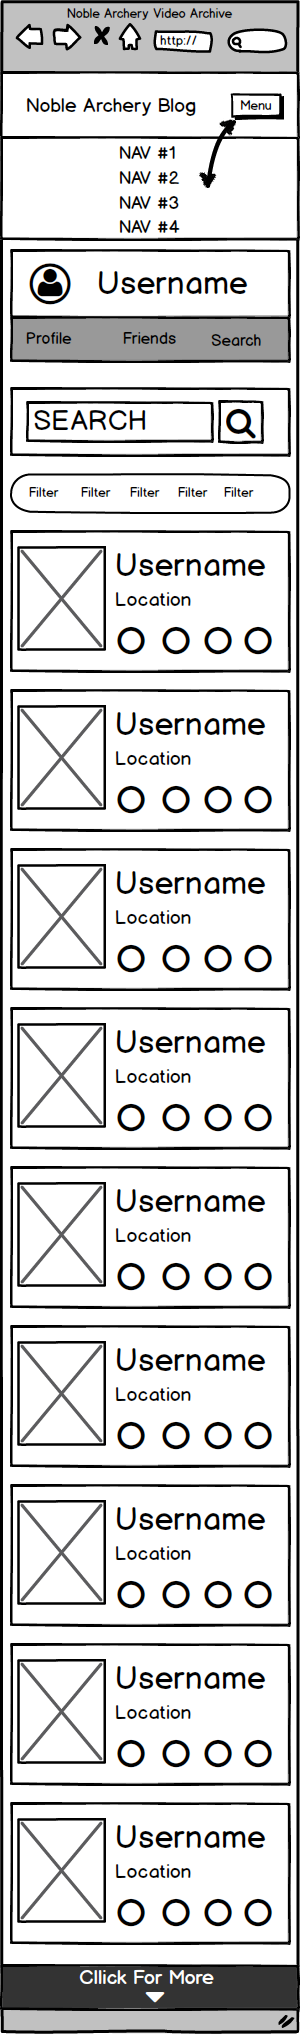 Noble Archery Video Archive
http://
Noble Archery Blog Menu
NAV #1
NAV #2
NAV #3
NAV #4
Username
Profile Friends Search
SEARCH
Filter Filter Filter Filter Filter
Username
Location
Username
Location
Username
Location
Username
Location
Username
Location
Username
Location
Username
Location
Username
Location
Username
Location
Cllick For More